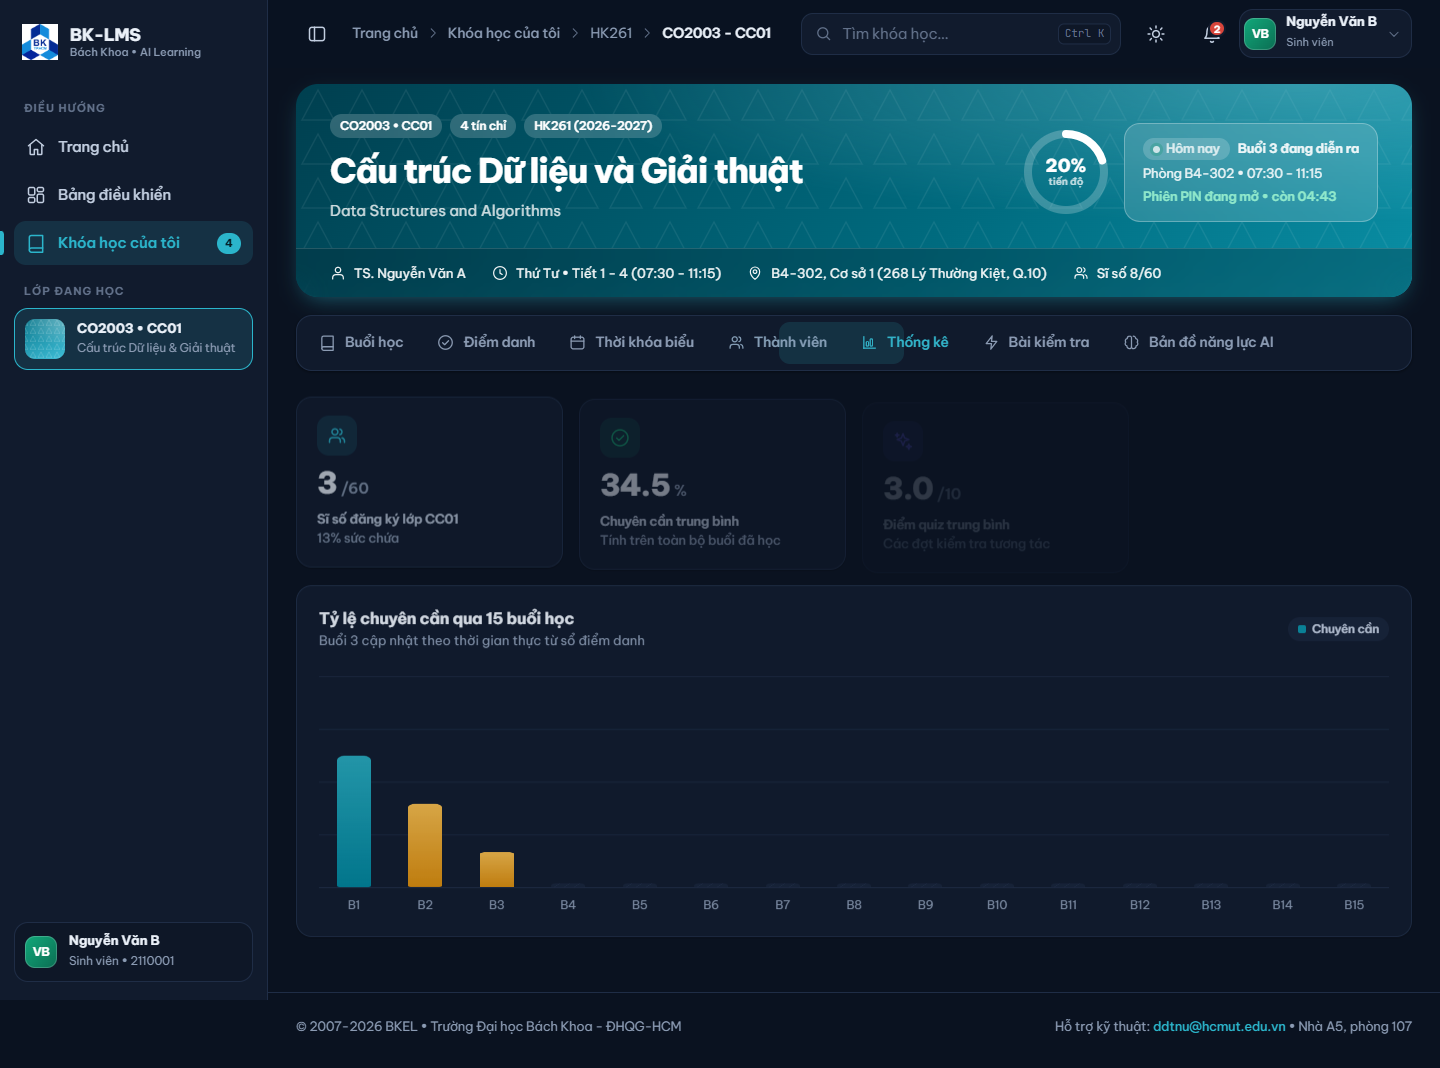 BK-LMS
Bách Khoa • AI Learning
ĐIỀU HƯỚNG
Trang chủ
Bảng điều khiển
Khóa học của tôi
4
LỚP ĐANG HỌC
CO2003 • CC01
Cấu trúc Dữ liệu & Giải thuật
VB
Nguyễn Văn B
Sinh viên • 2110001
Trang chủ > Khóa học của tôi > HK261 > CO2003 - CC01
Tìm khóa học...
Ctrl K
2
VB
Nguyễn Văn B
Sinh viên
CO2003 • CC01
4 tín chỉ
HK261 (2026-2027)
Cấu trúc Dữ liệu và Giải thuật
Data Structures and Algorithms
20%
tiến độ
Hôm nay
Buổi 3 đang diễn ra
Phòng B4-302 • 07:30 - 11:15
Phiên PIN đang mở • còn 04:43
TS. Nguyễn Văn A
Thứ Tư • Tiết 1 - 4 (07:30 - 11:15)
B4-302, Cơ sở 1 (268 Lý Thường Kiệt, Q.10)
Sĩ số 8/60
Buổi học
Điểm danh
Thời khóa biểu
Thành viên
Thống kê
Bài kiểm tra
Bản đồ năng lực AI
3 /60
Sĩ số đăng ký lớp CC01
13% sức chứa
34.5 %
Chuyên cần trung bình
Tính trên toàn bộ buổi đã học
3.0 /10
Điểm quiz trung bình
Các đợt kiểm tra tương tác
Tỷ lệ chuyên cần qua 15 buổi học
Buổi 3 cập nhật theo thời gian thực từ sổ điểm danh
Chuyên cần
B1 B2 B3 B4 B5 B6 B7 B8 B9 B10 B11 B12 B13 B14 B15
© 2007-2026 BKEL • Trường Đại học Bách Khoa - ĐHQG-HCM
Hỗ trợ kỹ thuật: ddtnu@hcmut.edu.vn • Nhà A5, phòng 107